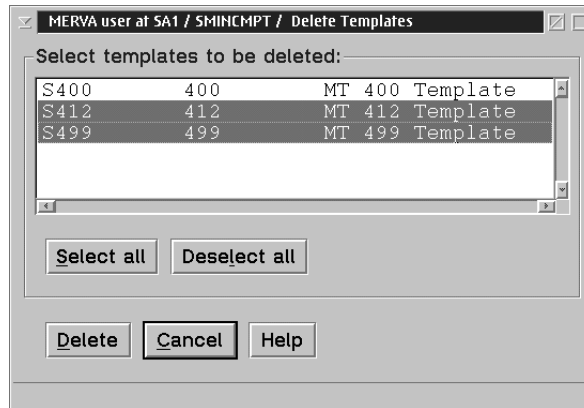 MERVA user at SA1 / SMINCMPT / Delete Templates
Select templates to be deleted:
S400 400 MT 400 Template
S412 412 MT 412 Template
S499 499 MT 499 Template
Select all Deselect all
Delete Cancel Help